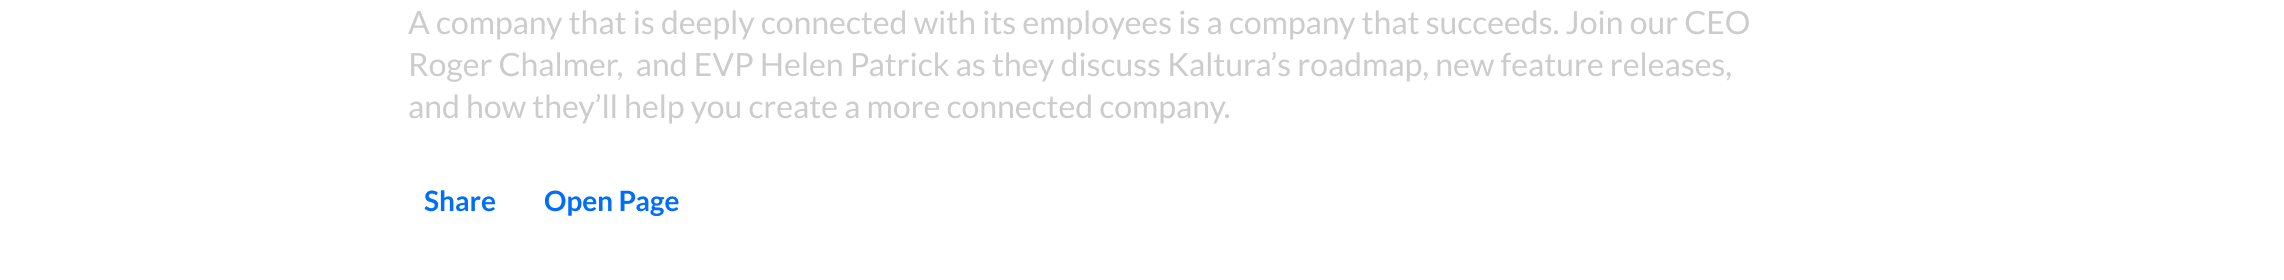 A company that is deeply connected with its employees is a company that succeeds. Join our CEO
Roger Chalmer,  and EVP Helen Patrick as they discuss Kaltura’s roadmap, new feature releases,
and how they’ll help you create a more connected company.
Share Open Page